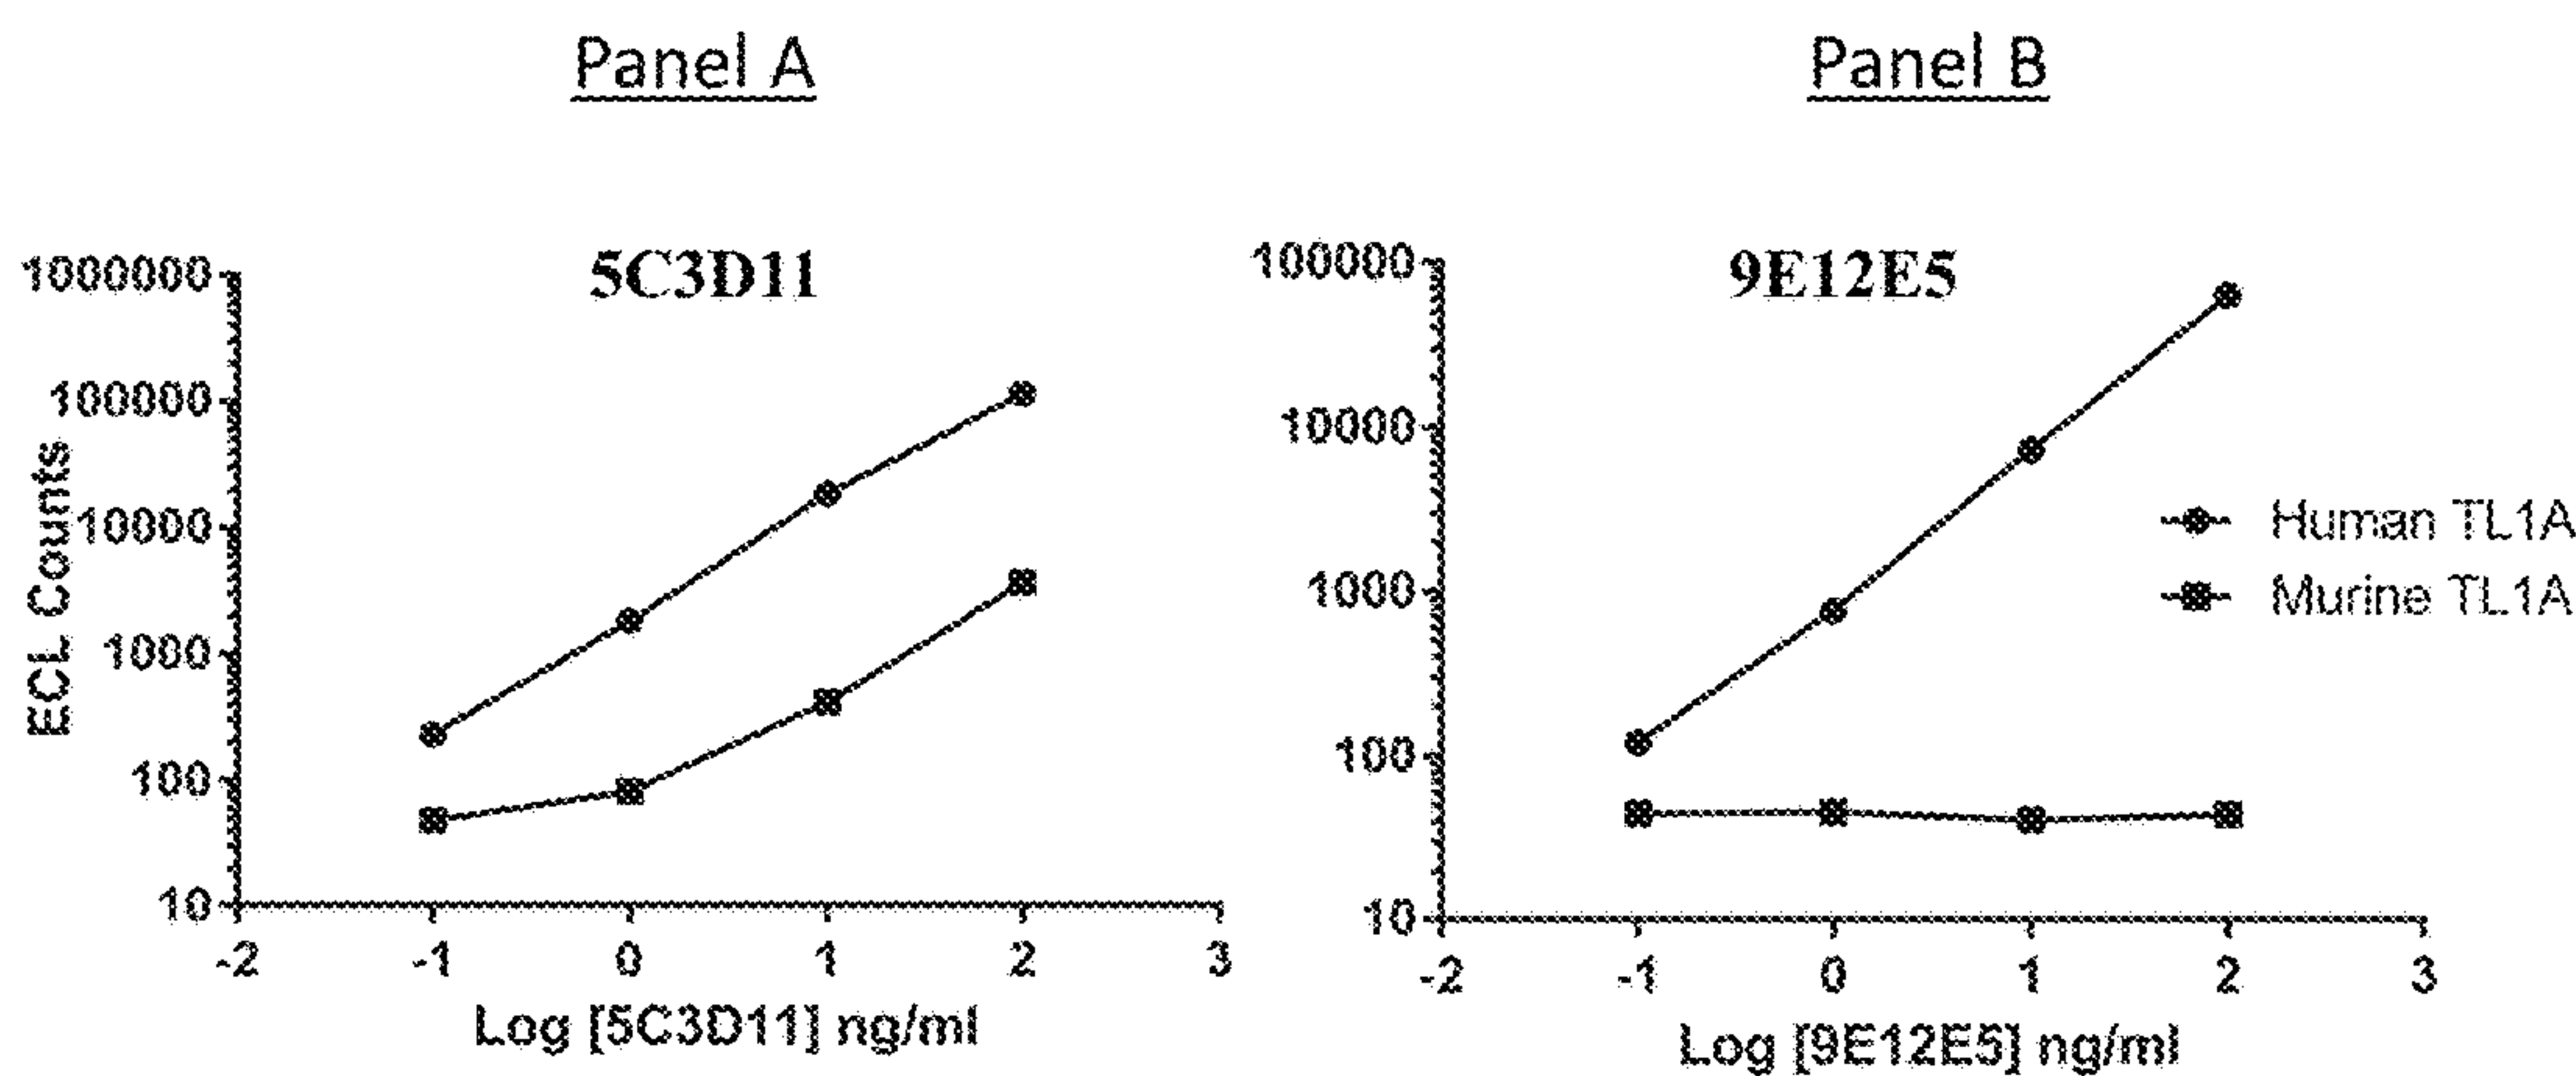 Panel A
5C3D11
1000000
100000
10000
1000
100
10
ECL Counts
-2 -1 0 1 2 3
Log [5C3D11] ng/ml
Panel B
9E12E5
100000
10000
1000
100
10
-2 -1 0 1 2 3
Log [9E12E5] ng/ml
Human TL1A
Murine TL1A